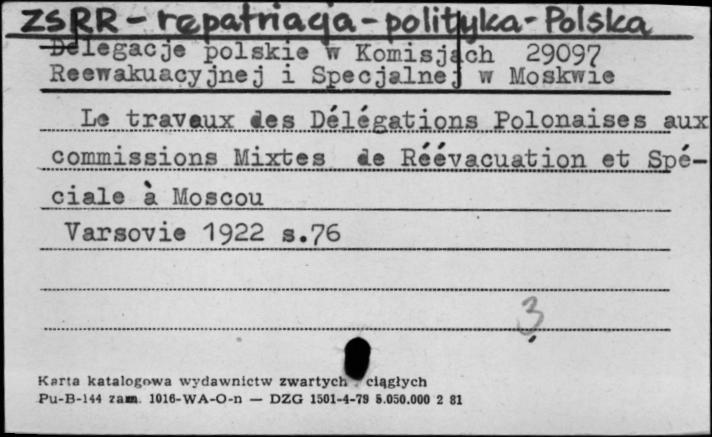 ZSRR - repatriacja - polityka - Polska
Delegacje polskie w Komisjach 29097
Reewakuacyjnej i Specjalnej w Moskwie
Le travaux des Délégations Polonaises aux
commissions Mixtes de Réévacuation et Spé-
ciale à Moscou
Varsovie 1922 s.76
3
Karta katalogowa wydawnictw zwartych ciągłych
Pu-B-144 zam. 1016-WA-O-n — DZG 1501-4-79 5.050.000 2 81